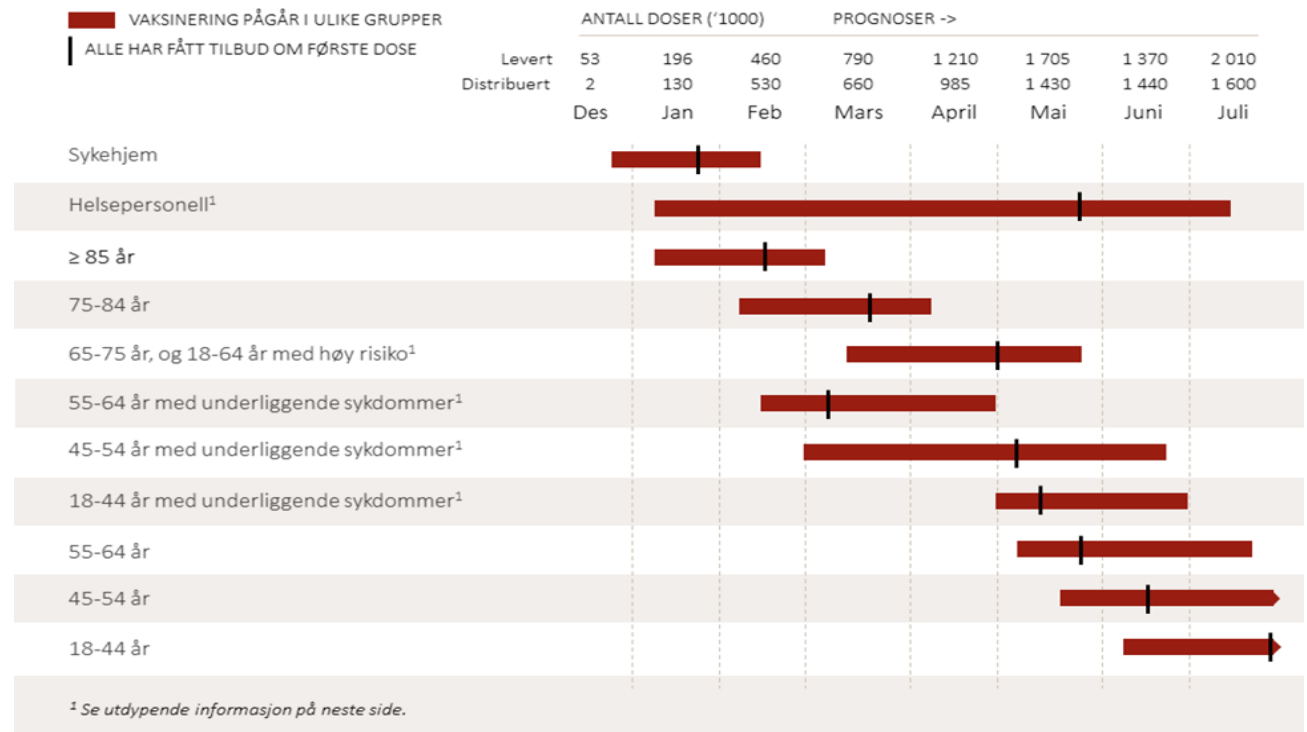 VAKSINERING PÅGÅR I ULIKE GRUPPER
ALLE HAR FÅTT TILBUD OM FØRSTE DOSE
ANTALL DOSER (‘1000) PROGNOSER ->
Levert 53 196 460 790 1 210 1 705 1 370 2 010
Distribuert 2 130 530 660 985 1 430 1 440 1 600
Des Jan Feb Mars April Mai Juni Juli
Sykehjem
Helsepersonell¹
≥ 85 år
75-84 år
65-75 år, og 18-64 år med høy risiko¹
55-64 år med underliggende sykdommer¹
45-54 år med underliggende sykdommer¹
18-44 år med underliggende sykdommer¹
55-64 år
45-54 år
18-44 år
¹ Se utdypende informasjon på neste side.